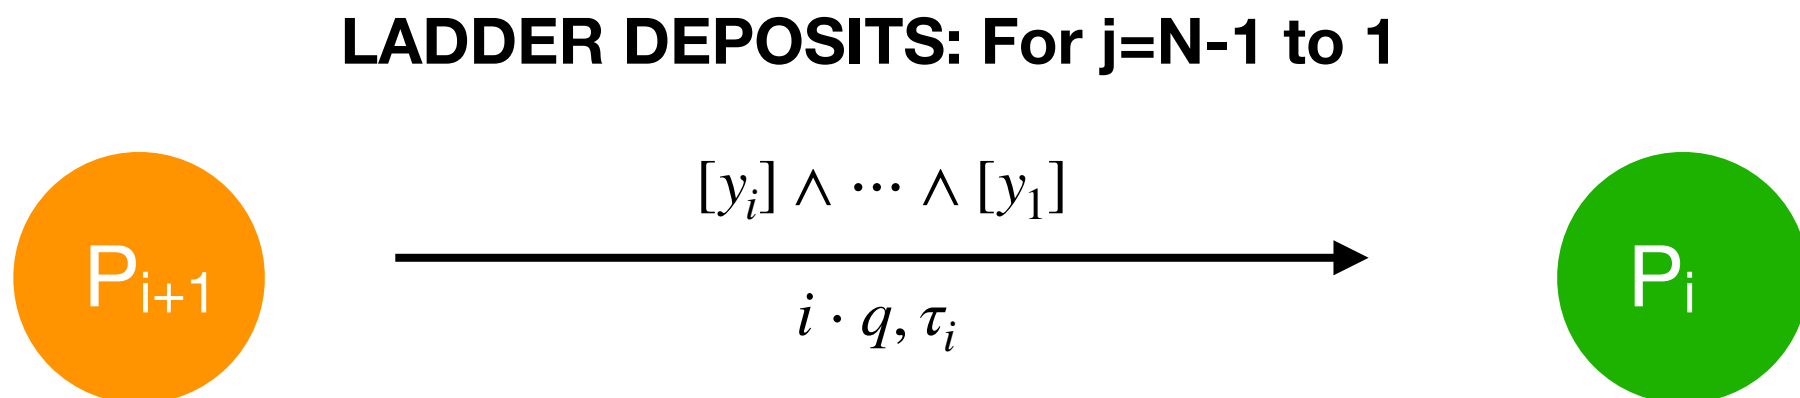 LADDER DEPOSITS: For j=N-1 to 1
[y_i] ∧ ⋯ ∧ [y_1]
P_{i+1}
P_i
i · q, τ_i